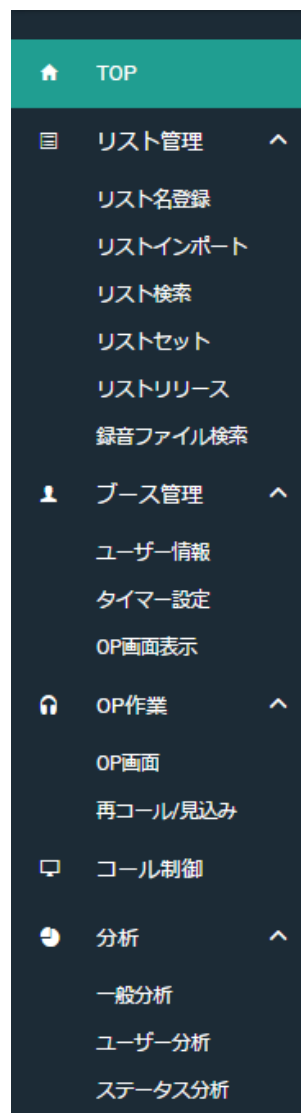 TOP
リスト管理
リスト名登録
リストインポート
リスト検索
リストセット
リストリリース
録音ファイル検索
ブース管理
ユーザー情報
タイマー設定
OP画面表示
OP作業
OP画面
再コール/見込み
コール制御
分析
一般分析
ユーザー分析
ステータス分析